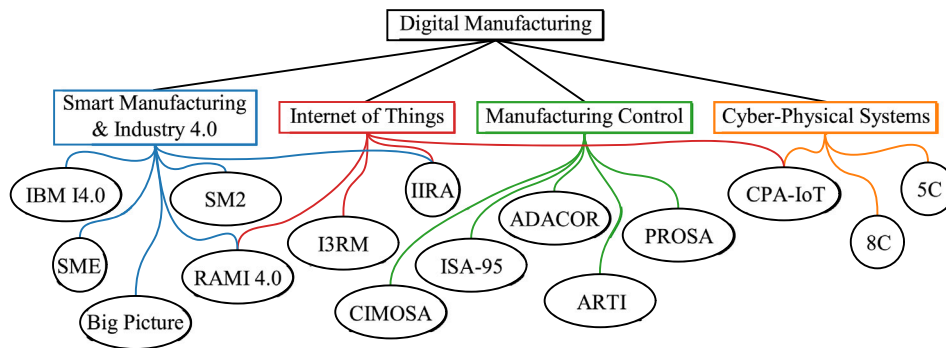 Digital Manufacturing
Smart Manufacturing
& Industry 4.0
Internet of Things
Manufacturing Control
Cyber-Physical Systems
IBM I4.0
SM2
IIRA
CPA-IoT
5C
ADACOR
I3RM
PROSA
8C
SME
RAMI 4.0
ISA-95
CIMOSA
ARTI
Big Picture